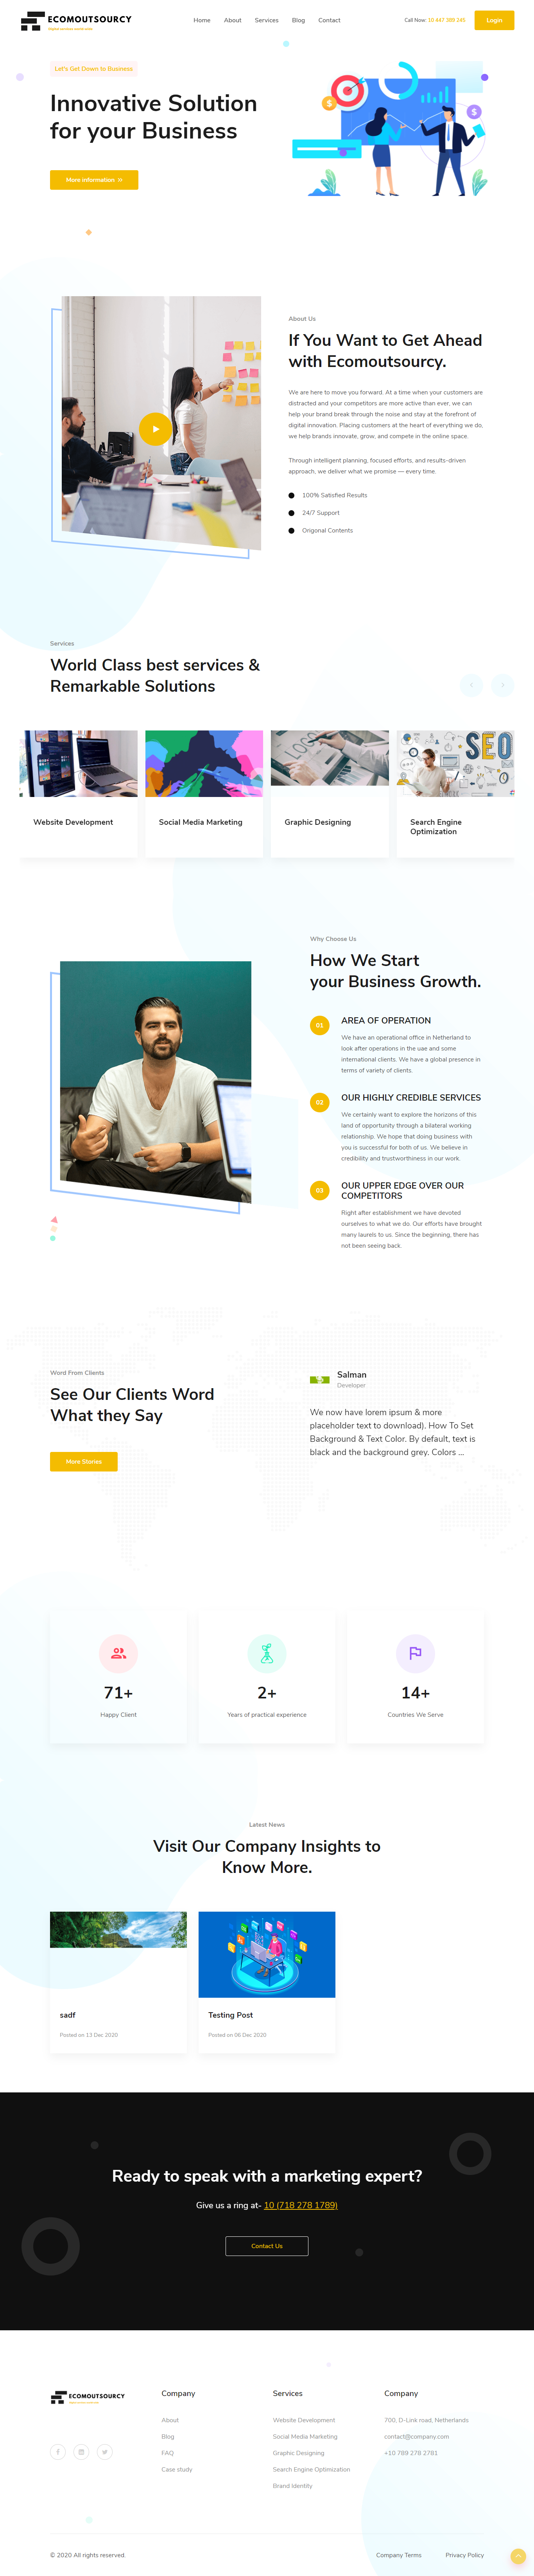 ECOMOUTSOURCY
Home About Services Blog Contact
Call Now. 10 447 389 245
Login
Let's Get Down to Business
Innovative Solution
for your Business
More Information »
About Us
If You Want to Get Ahead
with Ecomoutsourcy.
We are here to move you forward. At a time when your customers are
distracted and your competitors are more active than ever, we can
help your brand break through the noise and stay at the forefront of
digital innovation. Placing customers at the heart of everything we do,
we help brands innovate, grow, and compete in the online space.
Through intelligent planning, focused efforts, and results-driven
approach, we deliver what we promise — every time.
100% Satisfied Results
24/7 Support
Origonal Contents
Services
World Class best services &
Remarkable Solutions
LOGO
SEO
Website Development
Social Media Marketing
Graphic Designing
Search Engine
Optimization
Why Choose Us
How We Start
your Business Growth.
01
AREA OF OPERATION
We have an operational office in Netherland to
look after operations in the uae and some
international clients. We have a global presence in
terms of variety of clients.
02
OUR HIGHLY CREDIBLE SERVICES
We certainly want to explore the horizons of this
land of opportunity through a bilateral working
relationship. We hope that doing business with
you is successful for both of us. We believe in
credibility and trustworthiness in our work.
03
OUR UPPER EDGE OVER OUR
COMPETITORS
Right after establishment we have devoted
ourselves to what we do. Our efforts have brought
many laurels to us. Since the beginning, there has
not been seeing back.
Word From Clients
See Our Clients Word
What they Say
More Stories
Salman
Developer
We now have lorem ipsum & more
placeholder text to download). How To Set
Background & Text Color. By default, text is
black and the background grey. Colors ...
71+
Happy Client
2+
Years of practical experience
14+
Countries We Serve
Latest News
Visit Our Company Insights to
Know More.
sadf
Posted on 13 Dec 2020
Testing Post
Posted on 06 Dec 2020
Ready to speak with a marketing expert?
Give us a ring at- 10 (718 278 1789)
Contact Us
ECOMOUTSOURCY
Company
About
Blog
FAQ
Case study
Services
Website Development
Social Media Marketing
Graphic Designing
Search Engine Optimization
Brand Identity
Company
700, D-Link road, Netherlands
contact@company.com
+10 789 278 2781
© 2020 All rights reserved.
Company Terms
Privacy Policy